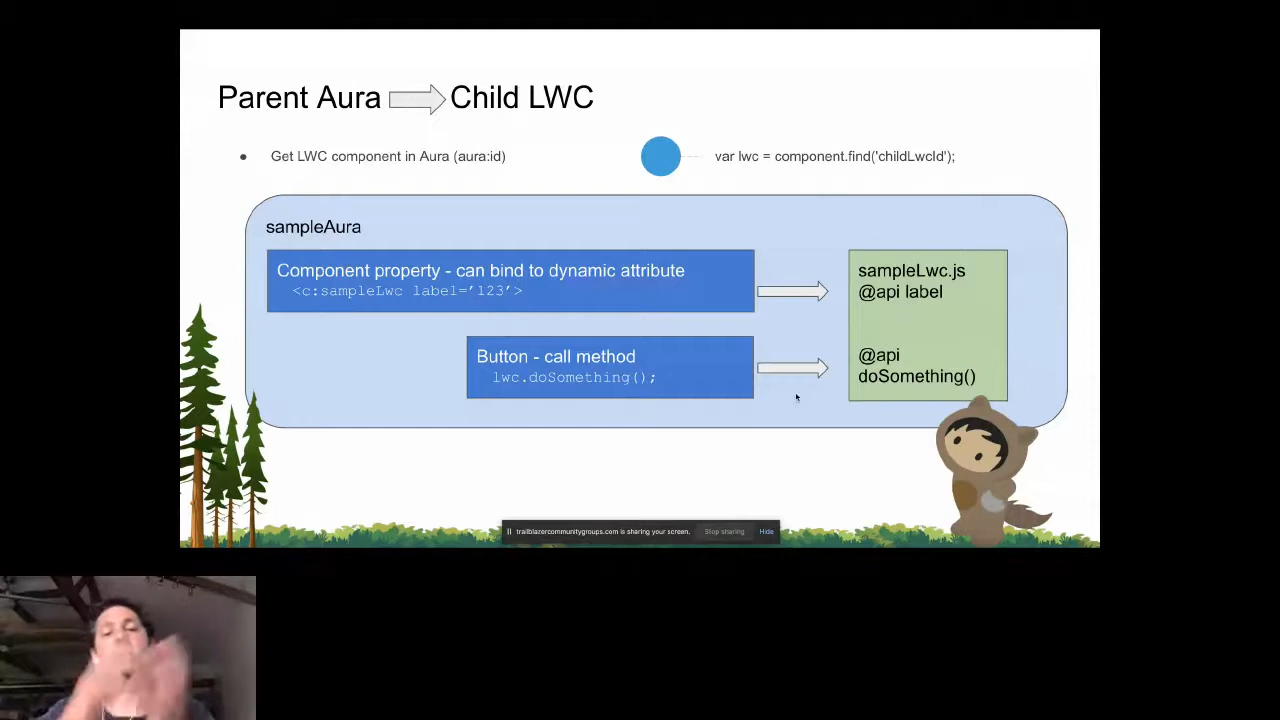 Parent Aura Child LWC
● Get LWC component in Aura (aura:id)
var lwc = component.find('childLwcId');
sampleAura
Component property - can bind to dynamic attribute
<c:sampleLwc label=’123’>
sampleLwc.js
@api label
Button - call method
lwc.doSomething();
@api
doSomething()
trailblazercommunitygroups.com is sharing your screen. Stop sharing Hide